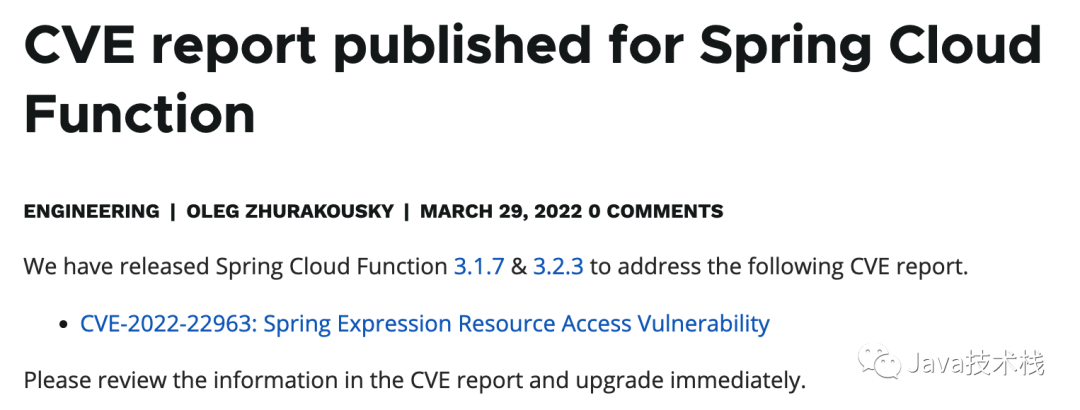 CVE report published for Spring Cloud
Function
ENGINEERING | OLEG ZHURAKOUSKY | MARCH 29, 2022 0 COMMENTS
We have released Spring Cloud Function 3.1.7 & 3.2.3 to address the following CVE report.
• CVE-2022-22963: Spring Expression Resource Access Vulnerability
Java技术栈
Please review the information in the CVE report and upgrade immediately.